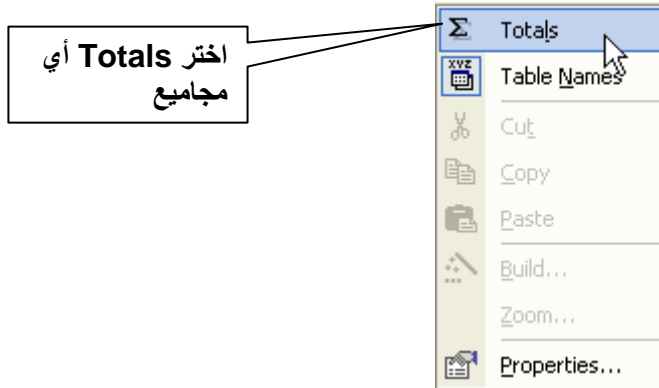 اختر Totals أي
مجاميع
Totals
Table Names
Cut
Copy
Paste
Build...
Zoom...
Properties...